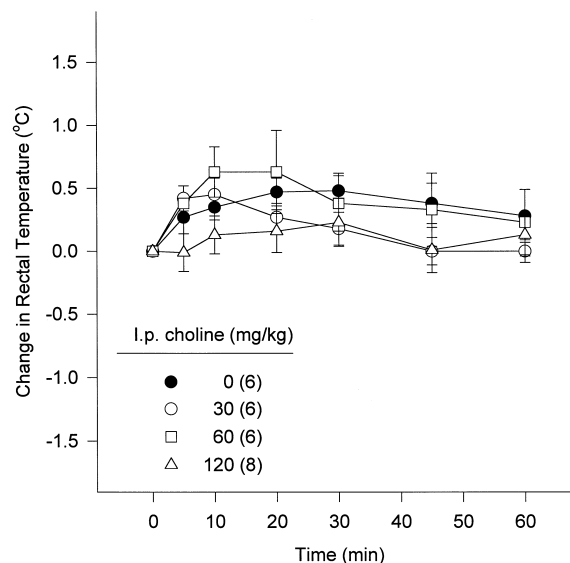 Change in Rectal Temperature (°C)
1.5
1.0
0.5
0.0
-0.5
-1.0
-1.5
I.p. choline (mg/kg)
0 (6)
30 (6)
60 (6)
120 (8)
0 10 20 30 40 50 60
Time (min)